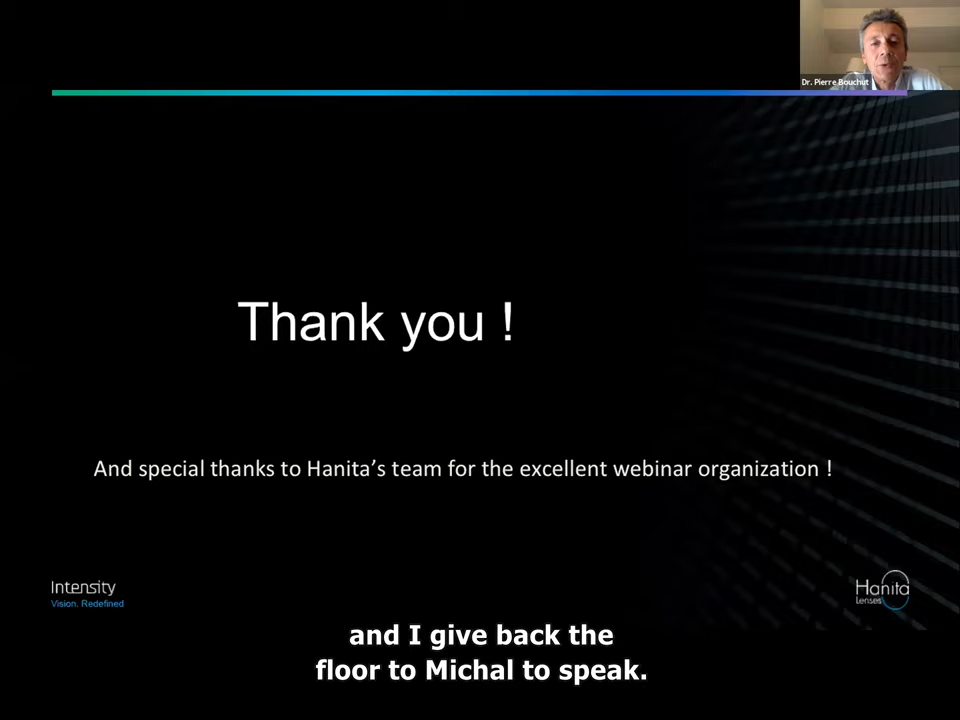 Dr. Pierre Bouchut
Thank you !
And special thanks to Hanita’s team for the excellent webinar organization !
Intensity
Vision. Redefined
Hanita
Lenses
and I give back the
floor to Michal to speak.